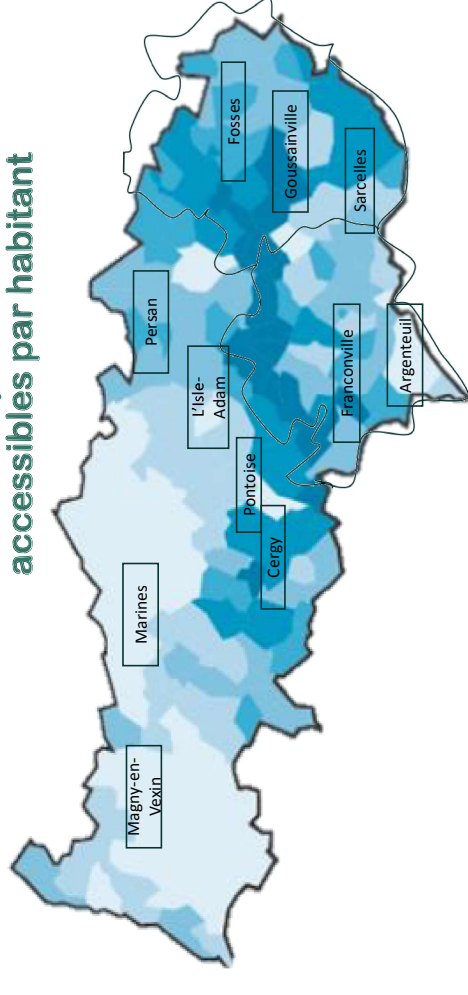 accessibles par habitant
Fosses
Goussainville
Sarcelles
Persan
L'Isle-
Adam
Franconville
Argenteuil
Pontoise
Cergy
Marines
Magny-en-
Vexin